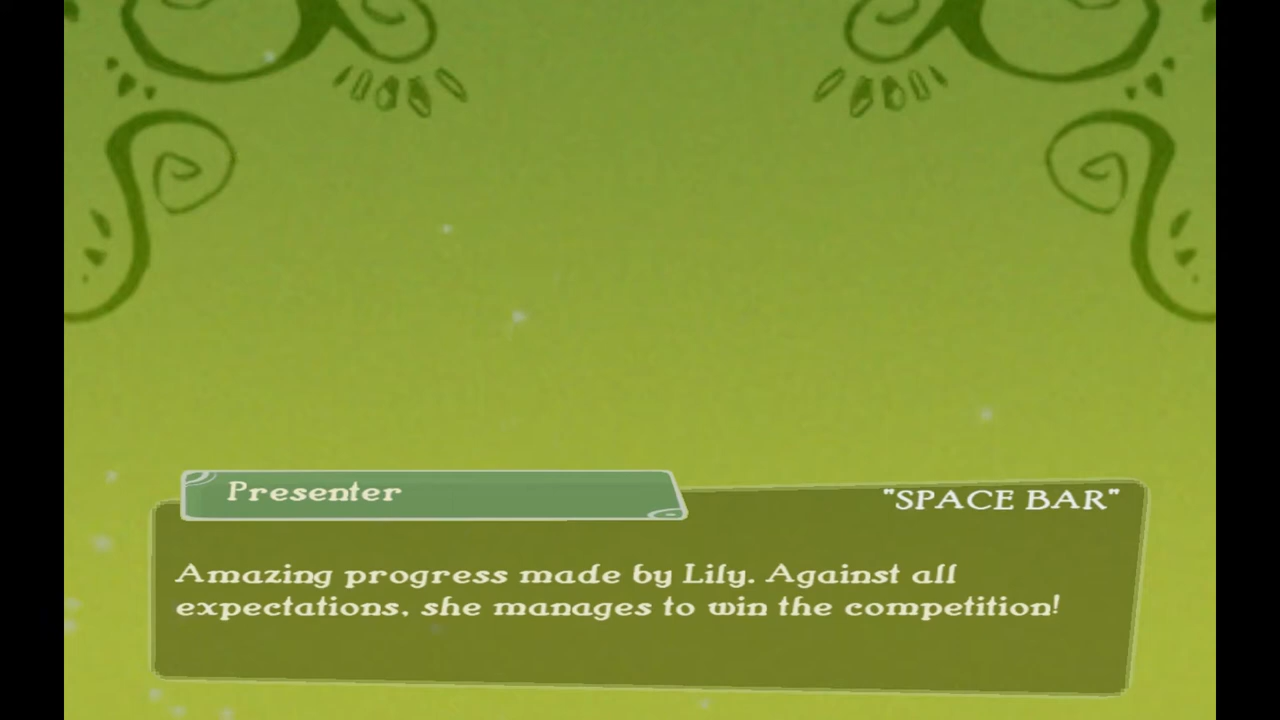 Presenter
"SPACE BAR"
Amazing progress made by Lily. Against all
expectations, she manages to win the competition!